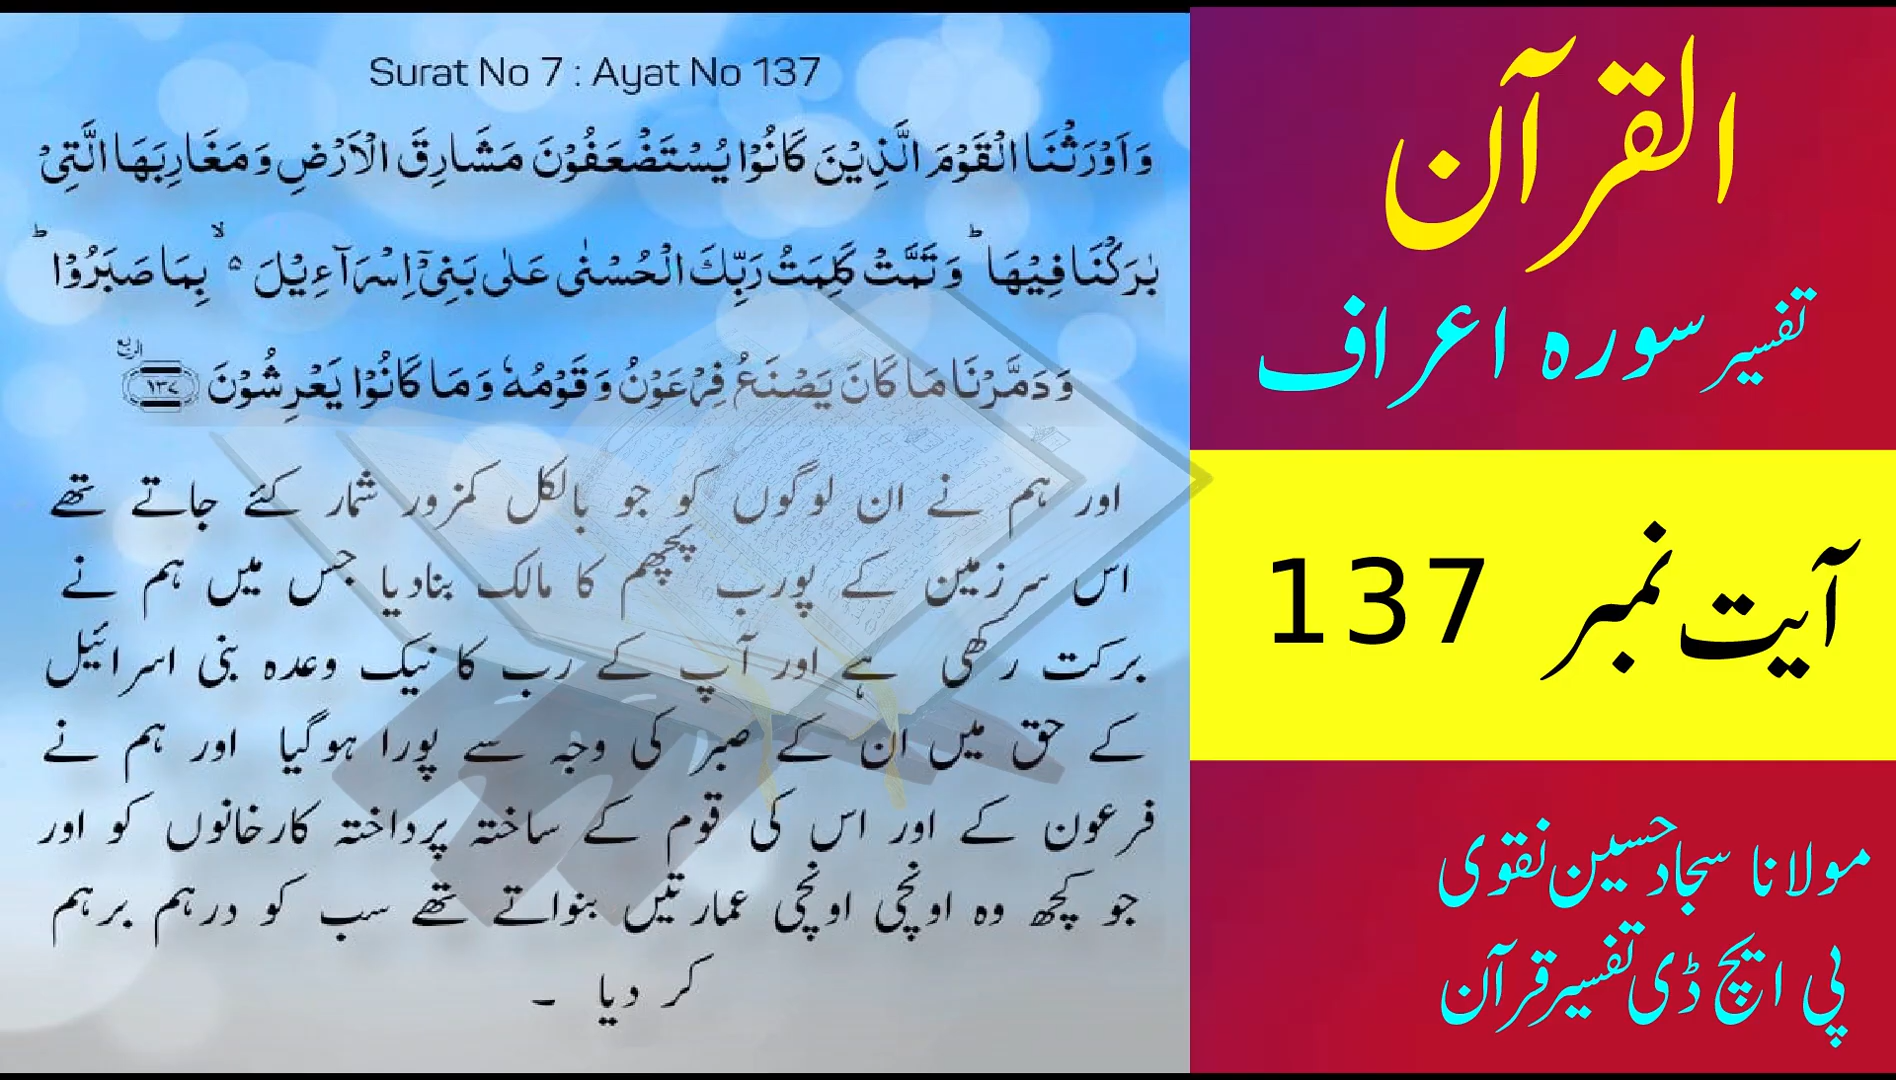 Surat No 7 : Ayat No 137
وَ اَوۡرَثۡنَا الۡقَوۡمَ الَّذِیۡنَ کَانُوۡا یُسۡتَضۡعَفُوۡنَ مَشَارِقَ الۡاَرۡضِ وَ مَغَارِبَہَا الَّتِیۡ
بٰرَکۡنَا فِیۡہَا ؕ وَ تَمَّتۡ کَلِمَتُ رَبِّکَ الۡحُسۡنٰی عَلٰی بَنِیۡۤ اِسۡرَآءِیۡلَ ۬ۙ بِمَا صَبَرُوۡا ؕ
وَ دَمَّرۡنَا مَا کَانَ یَصۡنَعُ فِرۡعَوۡنُ وَ قَوۡمُہٗ وَ مَا کَانُوۡا یَعۡرِشُوۡنَ ﴿۱۳۷﴾ الربع
اور ہم نے ان لوگوں کو جو بالکل کمزور شمار کئے جاتے تھے
اس سرزمین کے پورب پچھم کا مالک بنادیا جس میں ہم نے
برکت رکھی ہے اور آپ کے رب کا نیک وعدہ بنی اسرائیل
کے حق میں ان کے صبر کی وجہ سے پورا ہوگیا اور ہم نے
فرعون کے اور اس کی قوم کے ساختہ پرداختہ کارخانوں کو اور
جو کچھ وہ اونچی اونچی عمارتیں بنواتے تھے سب کو درہم برہم
کر دیا ۔
القرآن
تفسیر سورہ اعراف
آیت نمبر 137
مولانا سجاد حسین نقوی
پی ایچ ڈی تفسیر قرآن